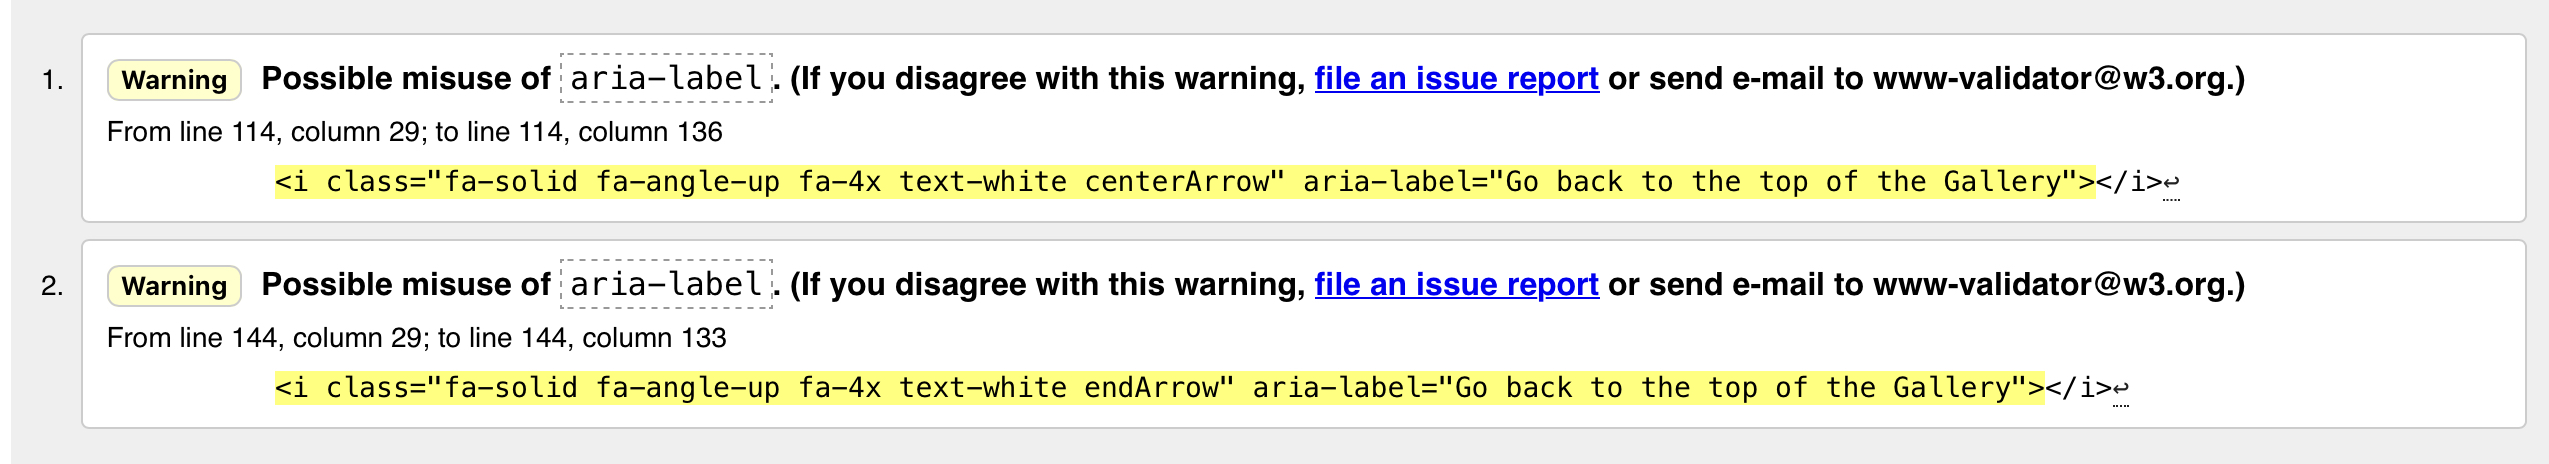 1. Warning Possible misuse of aria-label. (If you disagree with this warning, file an issue report or send e-mail to www-validator@w3.org.)
From line 114, column 29; to line 114, column 136
<i class="fa-solid fa-angle-up fa-4x text-white centerArrow" aria-label="Go back to the top of the Gallery"></i>↩
2. Warning Possible misuse of aria-label. (If you disagree with this warning, file an issue report or send e-mail to www-validator@w3.org.)
From line 144, column 29; to line 144, column 133
<i class="fa-solid fa-angle-up fa-4x text-white endArrow" aria-label="Go back to the top of the Gallery"></i>↩